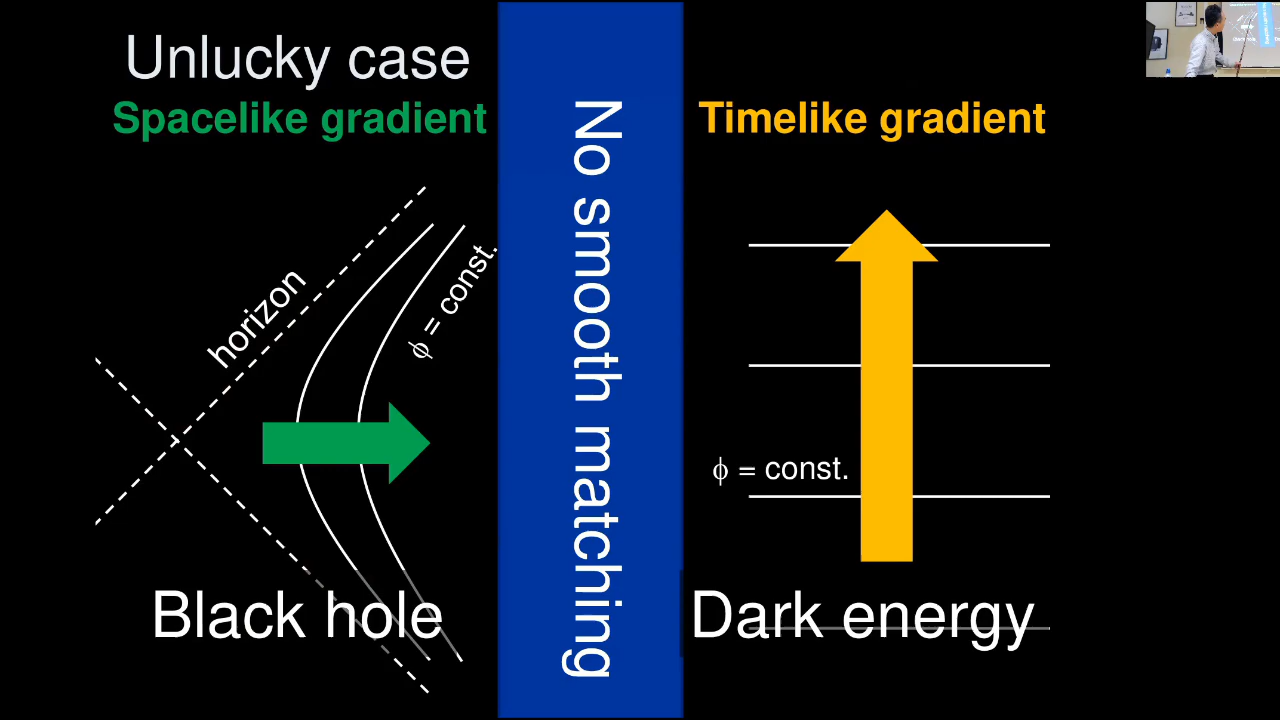 Unlucky case
Spacelike gradient
Timelike gradient
No smooth matching
horizon
ϕ = const.
ϕ = const.
Black hole
Dark energy